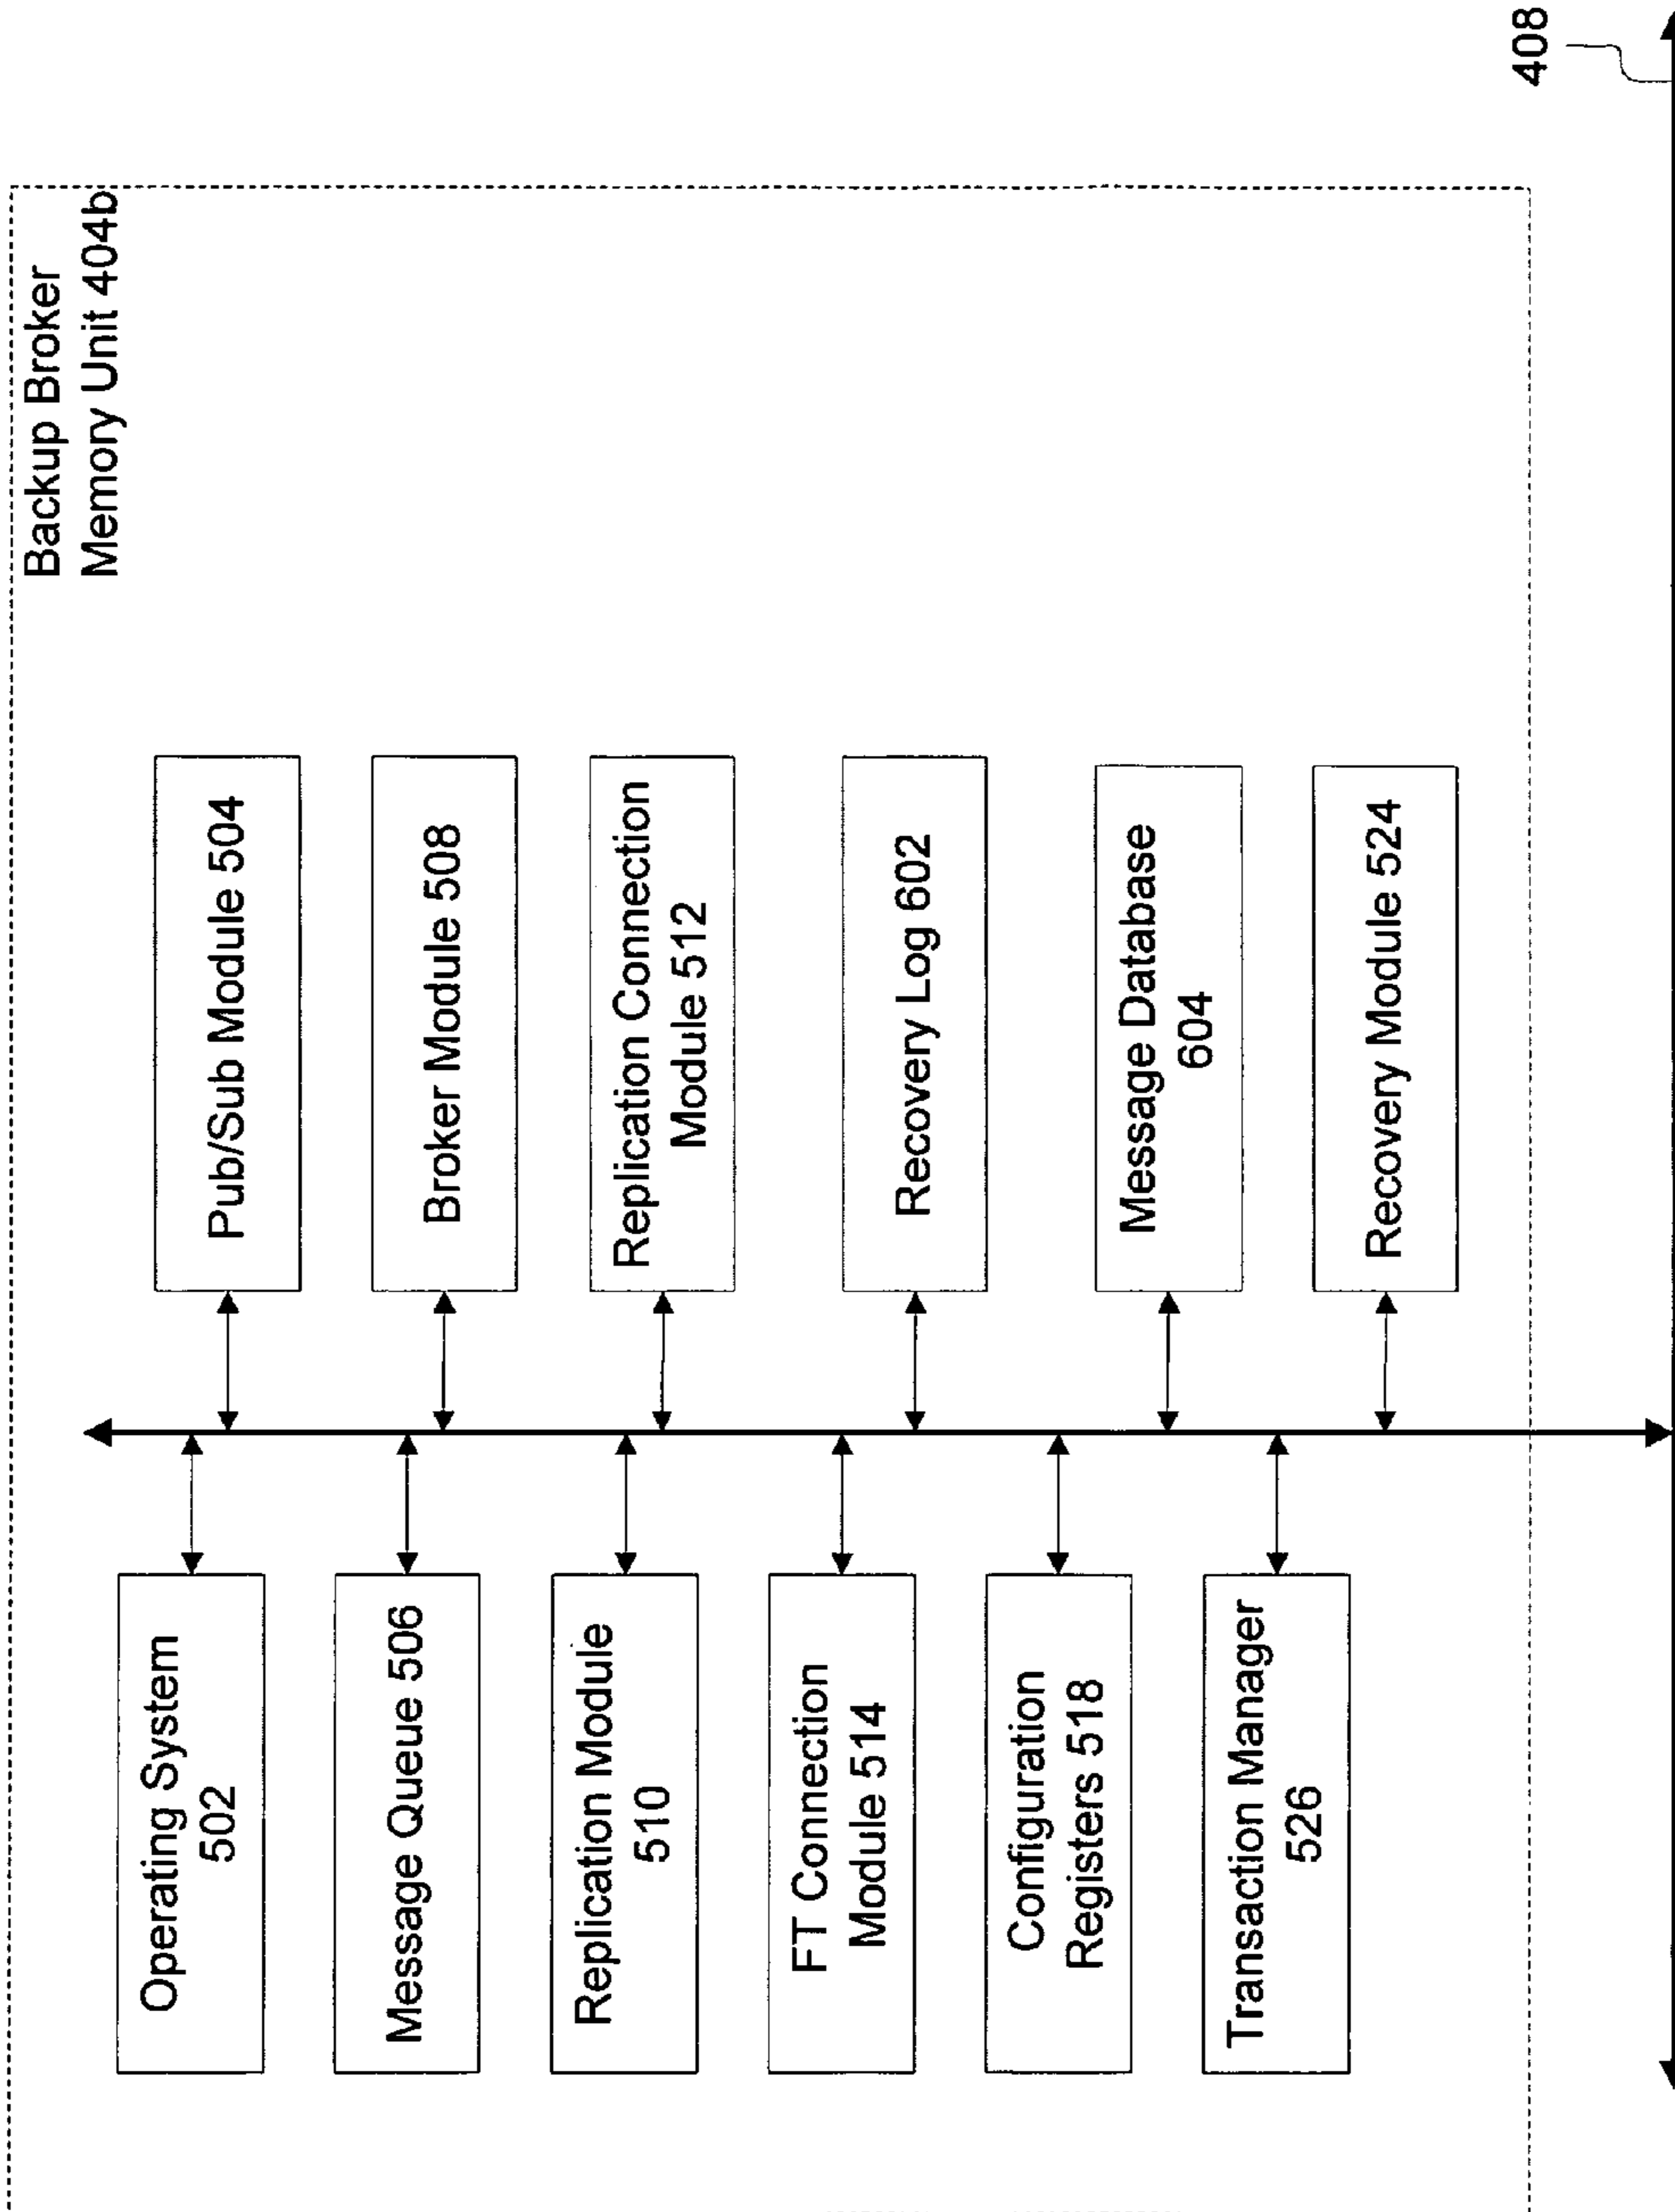 Backup Broker
Memory Unit 404b
Operating System
502
Pub/Sub Module 504
Message Queue 506
Broker Module 508
Replication Module
510
Replication Connection
Module 512
FT Connection
Module 514
Recovery Log 602
Configuration
Registers 518
Message Database
604
Transaction Manager
526
Recovery Module 524
408